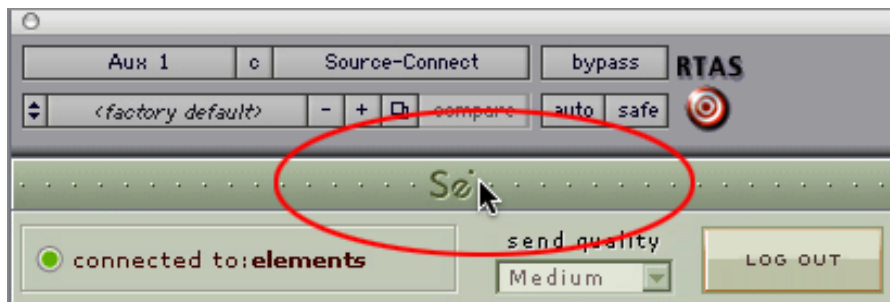 Aux 1 c Source-Connect bypass RTAS
<factory default> - + compare auto safe
send quality
connected to:elements Medium LOG OUT